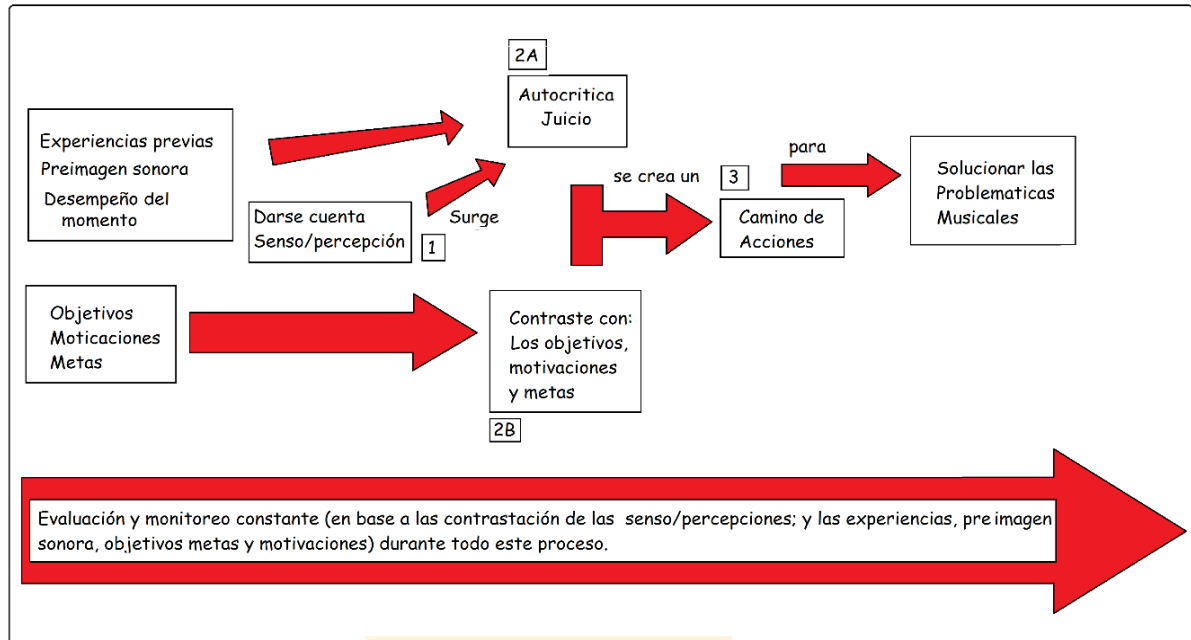 2A
Autocritica
Juicio
Experiencias previas
Preimagen sonora
Desempeño del
momento
Darse cuenta
Senso/percepción
1
Surge
se crea un
3
Camino de
Acciones
para
Solucionar las
Problematicas
Musicales
Objetivos
Moticaciones
Metas
Contraste con:
Los objetivos,
motivaciones
y metas
2B
Evaluación y monitoreo constante (en base a las contrastación de las senso/percepciones; y las experiencias, preimagen
sonora, objetivos metas y motivaciones) durante todo este proceso.